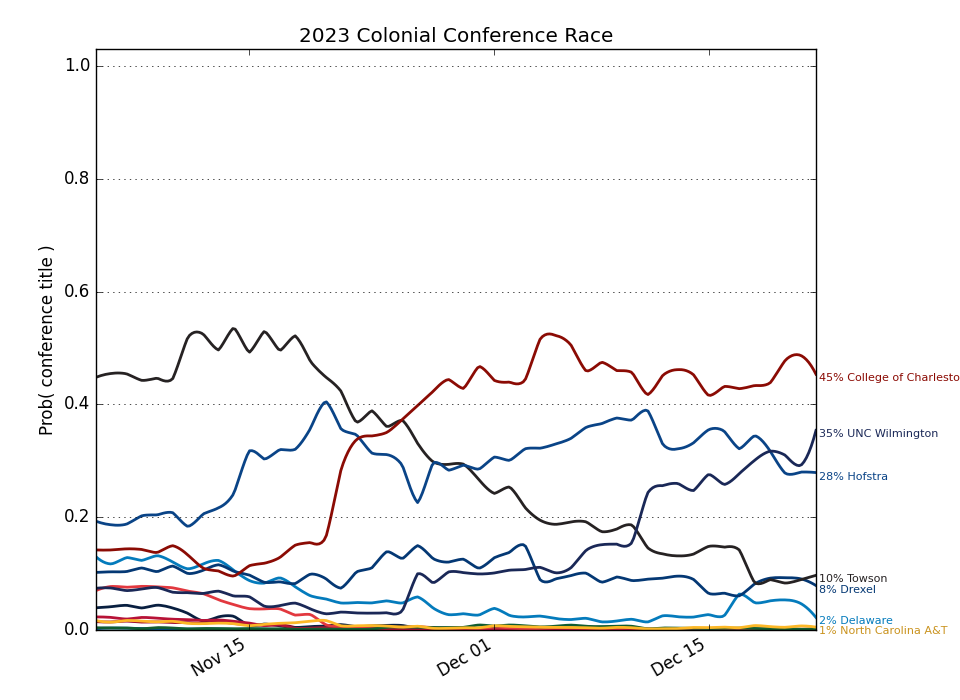 2023 Colonial Conference Race
Prob( conference title )
1.0
0.8
0.6
0.4
0.2
0.0
Nov 15
Dec 01
Dec 15
45% College of Charlesto
35% UNC Wilmington
28% Hofstra
10% Towson
8% Drexel
2% Delaware
1% North Carolina A&T